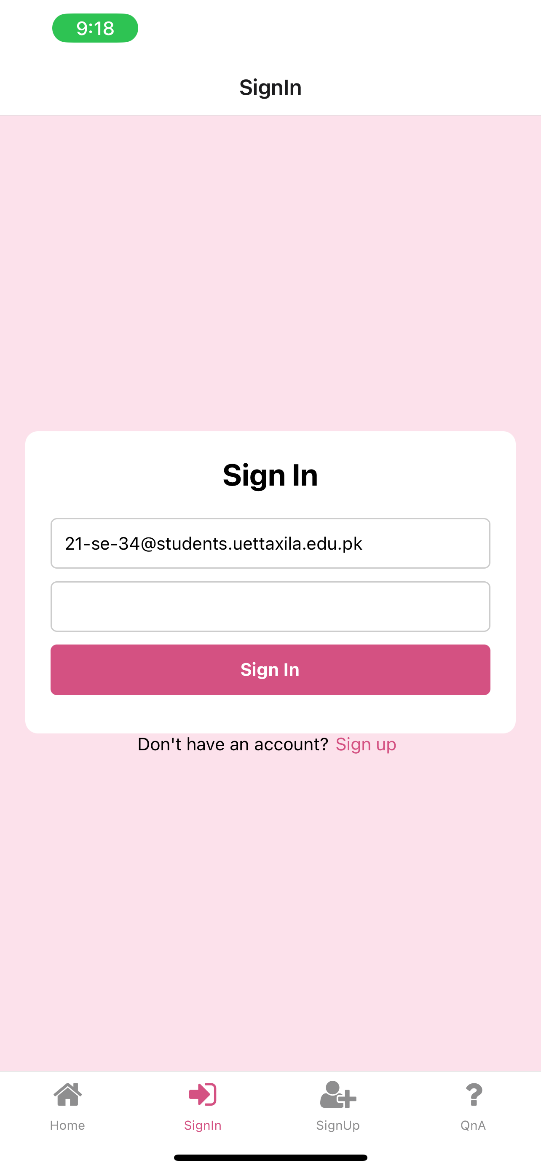 9:18
SignIn
Sign In
21-se-34@students.uettaxila.edu.pk
Sign In
Don't have an account? Sign up
Home SignIn SignUp QnA